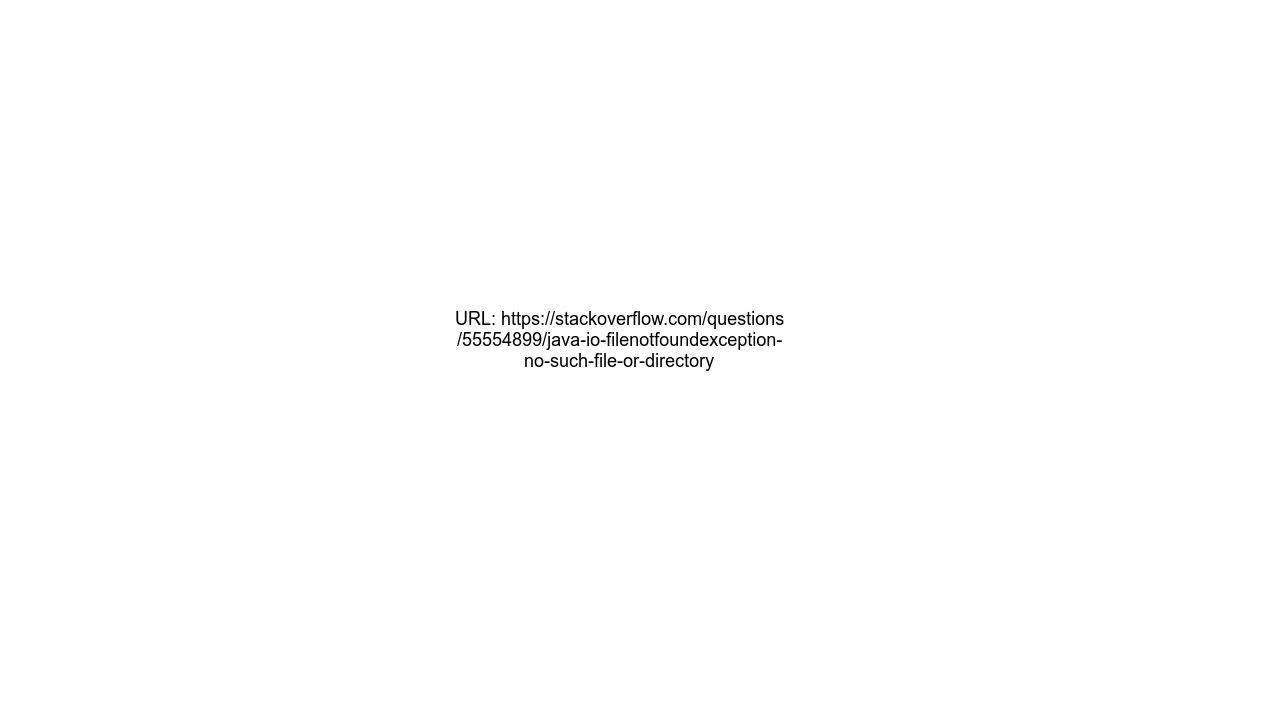 URL: https://stackoverflow.com/questions
/55554899/java-io-filenotfoundexception-
no-such-file-or-directory